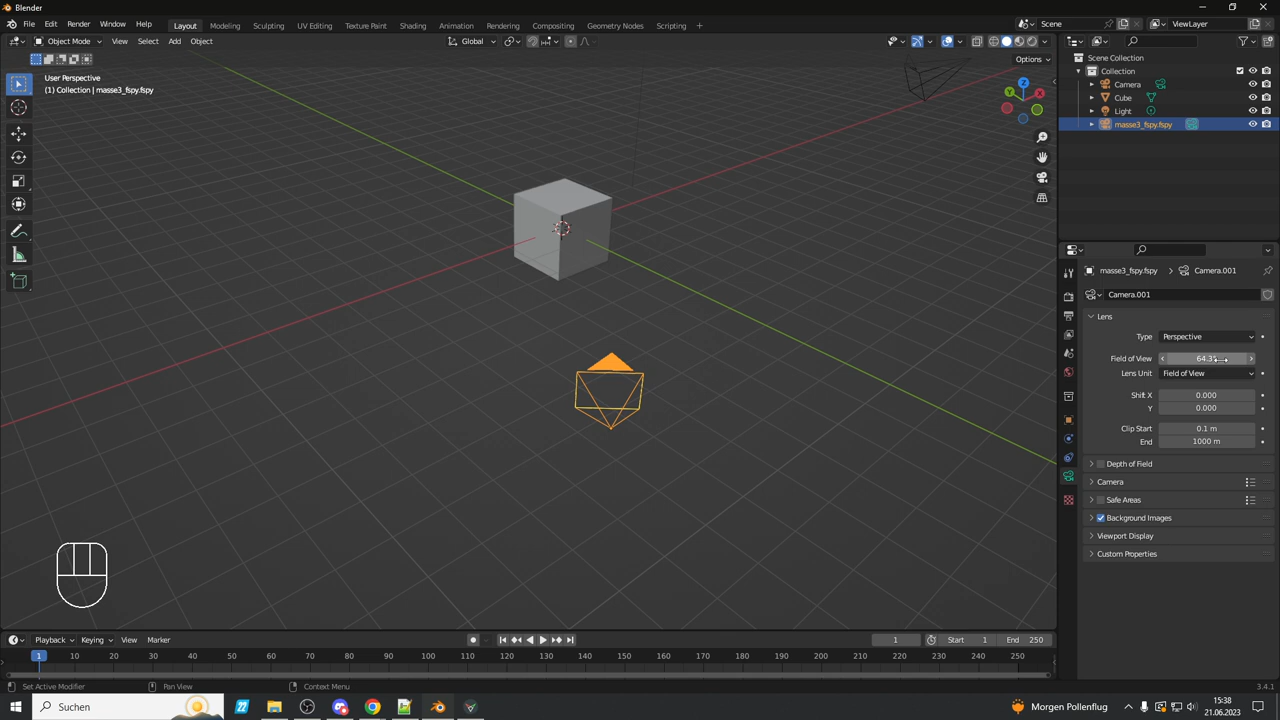 Blender
File Edit Render Window Help Layout Modeling Sculpting UV Editing Texture Paint Shading Animation Rendering Compositing Geometry Nodes Scripting + Scene ViewLayer
Object Mode View Select Add Object Global
Options
User Perspective
(1) Collection | masse3_fspy.fspy
Z
Y
X
Scene Collection
Collection
Camera
Cube
Light
masse3_fspy.fspy
masse3_fspy.fspy Camera.001
Camera.001
Lens
Type Perspective
Field of View 64.3°
Lens Unit Field of View
Shift X 0.000
Y 0.000
Clip Start 0.1 m
End 1000 m
Depth of Field
Camera
Safe Areas
Background Images
Viewport Display
Custom Properties
Playback Keying View Marker 1 Start 1 End 250
1 10 20 30 40 50 60 70 80 90 100 110 120 130 140 150 160 170 180 190 200 210 220 230 240 250
Set Active Modifier Pan View Context Menu 3.4.1
Suchen Morgen Pollenflug 15:38
21.06.2023